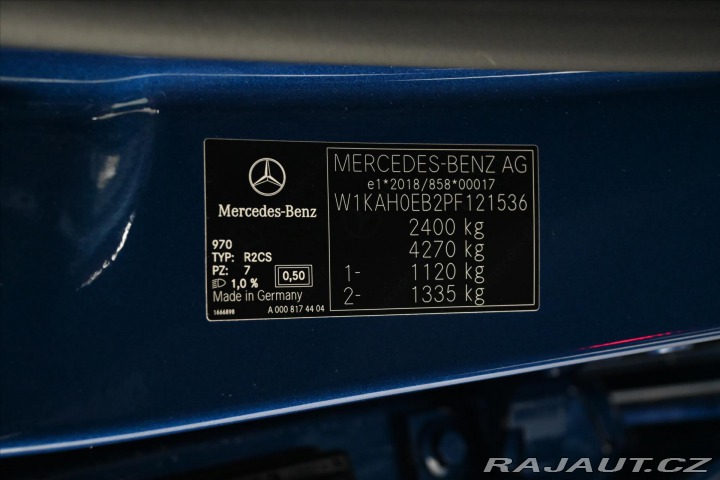 Mercedes-Benz
970
TYP: R2CS
PZ: 7
1,0 %
0,50
Made in Germany
1666898
A 000 817 44 04
MERCEDES-BENZ AG
e1*2018/858*00017
W1KAH0EB2PF121536
2400 kg
4270 kg
1- 1120 kg
2- 1335 kg
RAJAUT.CZ